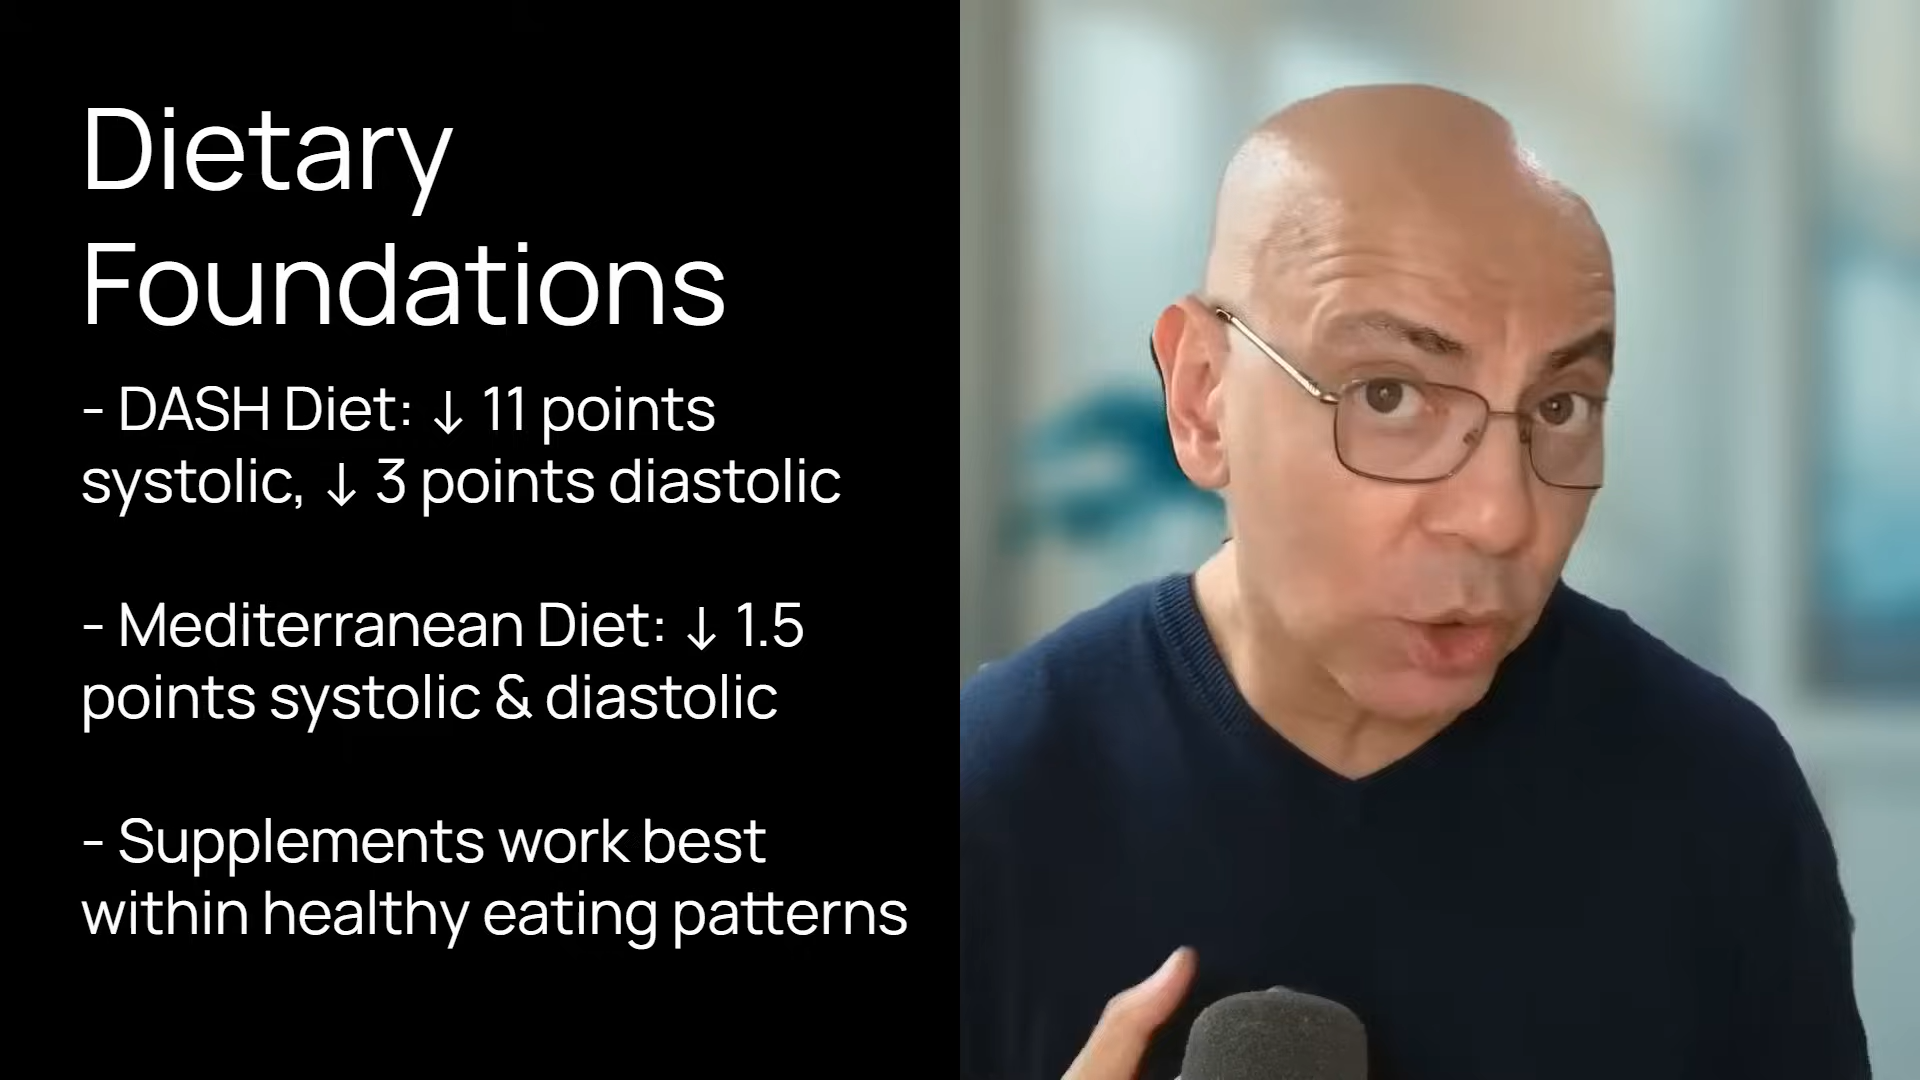 Dietary
Foundations
- DASH Diet: ↓ 11 points
systolic, ↓ 3 points diastolic
- Mediterranean Diet: ↓ 1.5
points systolic & diastolic
- Supplements work best
within healthy eating patterns